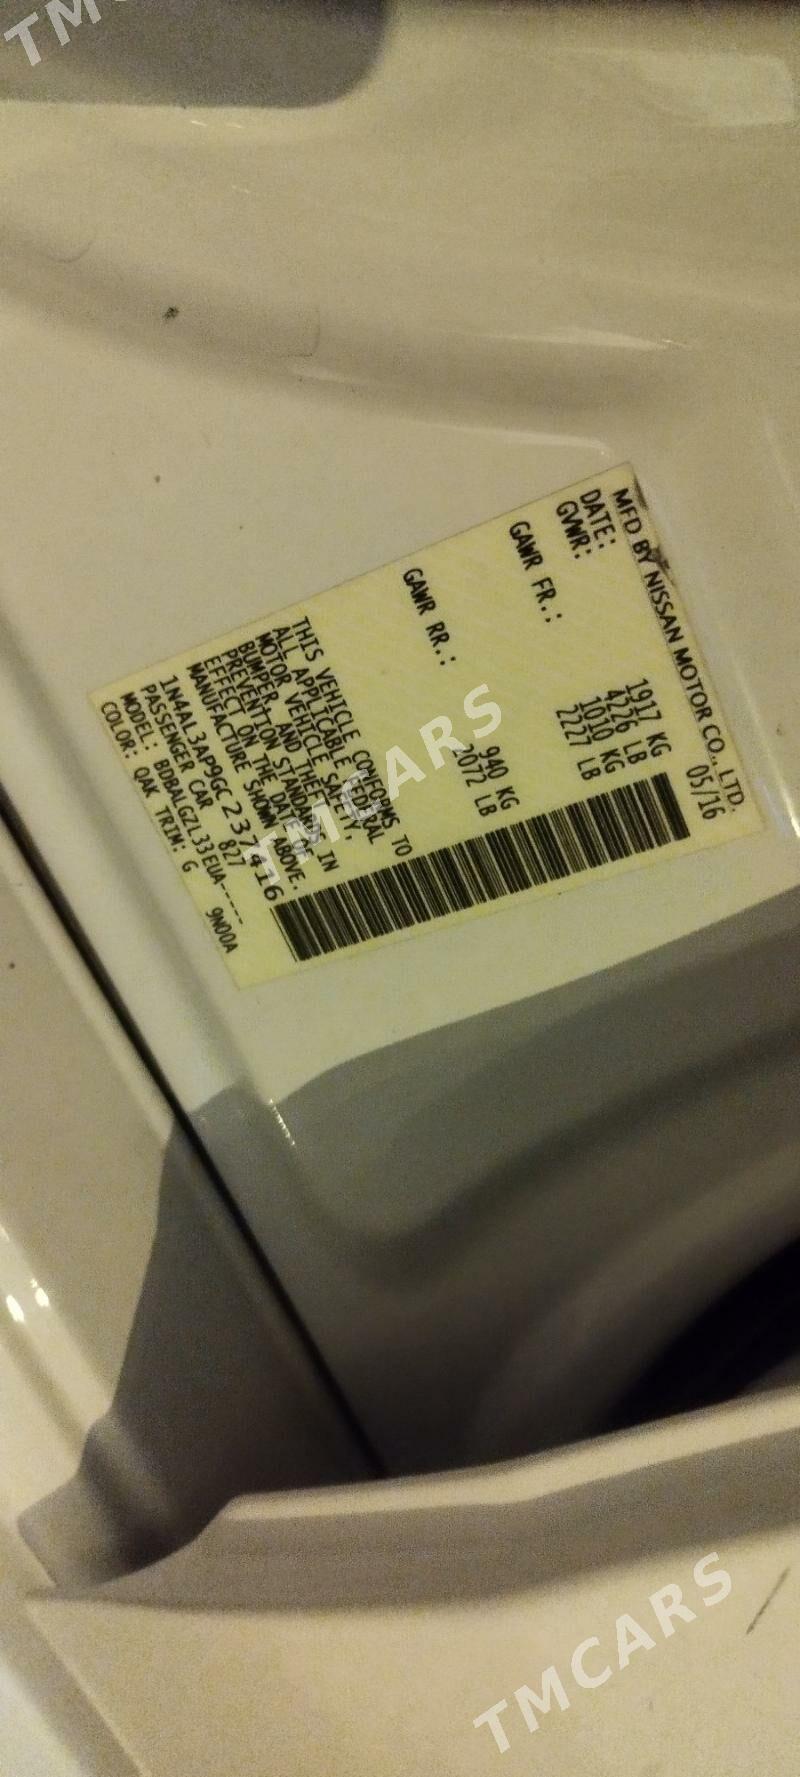 TMCARS
MFD BY NISSAN MOTOR CO., LTD.
DATE: 05/16
GVWR: 1917 KG
4226 LB
GAWR FR.: 1010 KG
2227 LB
GAWR RR.: 940 KG
2072 LB
THIS VEHICLE CONFORMS TO
ALL APPLICABLE FEDERAL
MOTOR VEHICLE SAFETY,
BUMPER, AND THEFT
PREVENTION STANDARDS IN
EFFECT ON THE DATE OF
MANUFACTURE SHOWN ABOVE.
1N4AL3AP9GC237416
PASSENGER CAR 827
MODEL: BDBALGZL33EUA-----
COLOR: QAK TRIM: G 9N00A
TMCARS
TMCARS